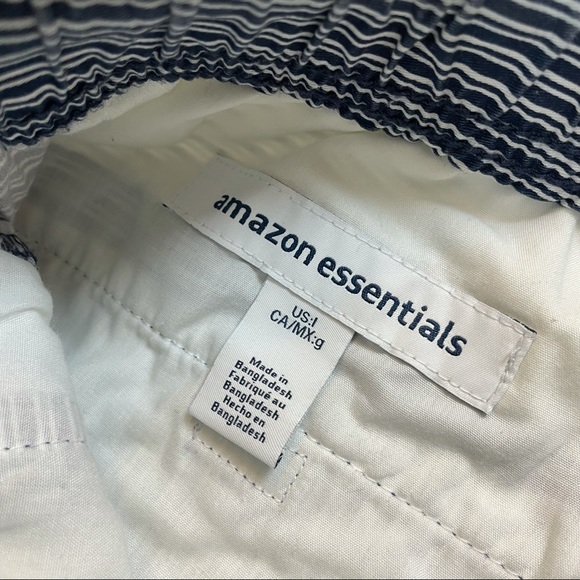 amazon essentials
US:l
CA/MX:g
Made in
Bangladesh
Fabriqué au
Bangladesh
Hecho en
Bangladesh